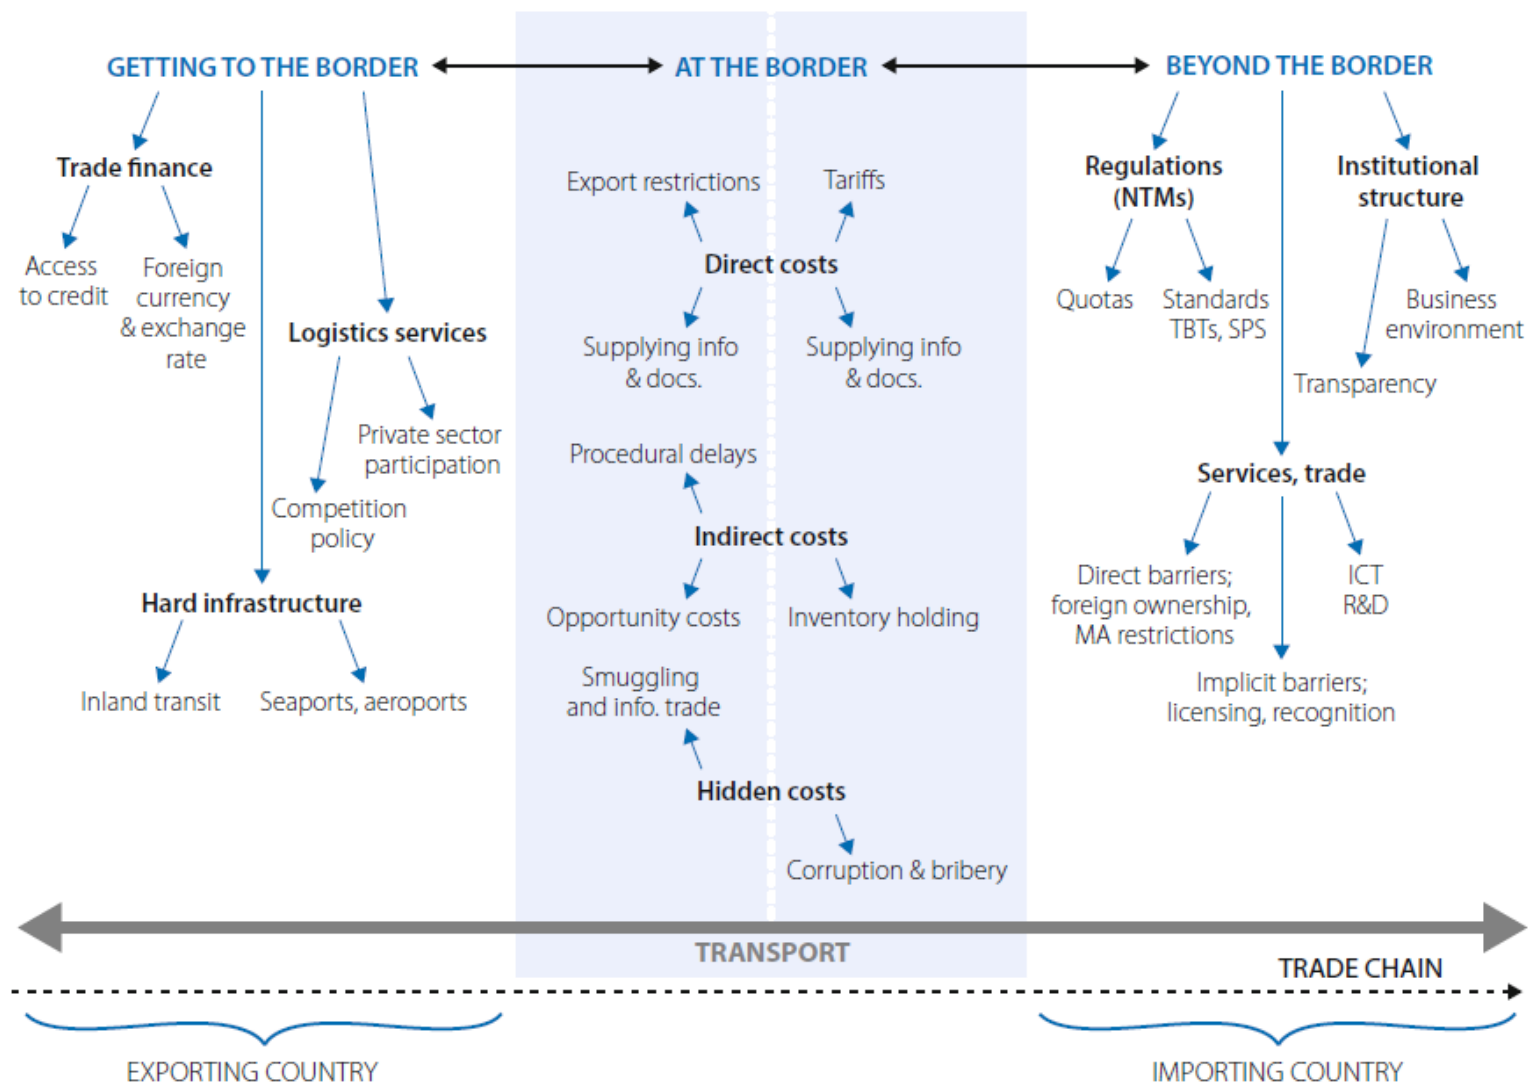 GETTING TO THE BORDER
AT THE BORDER
BEYOND THE BORDER
Trade finance
Access
to credit
Foreign
currency
& exchange
rate
Logistics services
Private sector
participation
Competition
policy
Hard infrastructure
Inland transit
Seaports, aeroports
Export restrictions
Tariffs
Direct costs
Supplying info
& docs.
Supplying info
& docs.
Procedural delays
Indirect costs
Opportunity costs
Inventory holding
Smuggling
and info. trade
Hidden costs
Corruption & bribery
Regulations
(NTMs)
Quotas
Standards
TBTs, SPS
Institutional
structure
Business
environment
Transparency
Services, trade
Direct barriers;
foreign ownership,
MA restrictions
ICT
R&D
Implicit barriers;
licensing, recognition
TRANSPORT
TRADE CHAIN
EXPORTING COUNTRY
IMPORTING COUNTRY